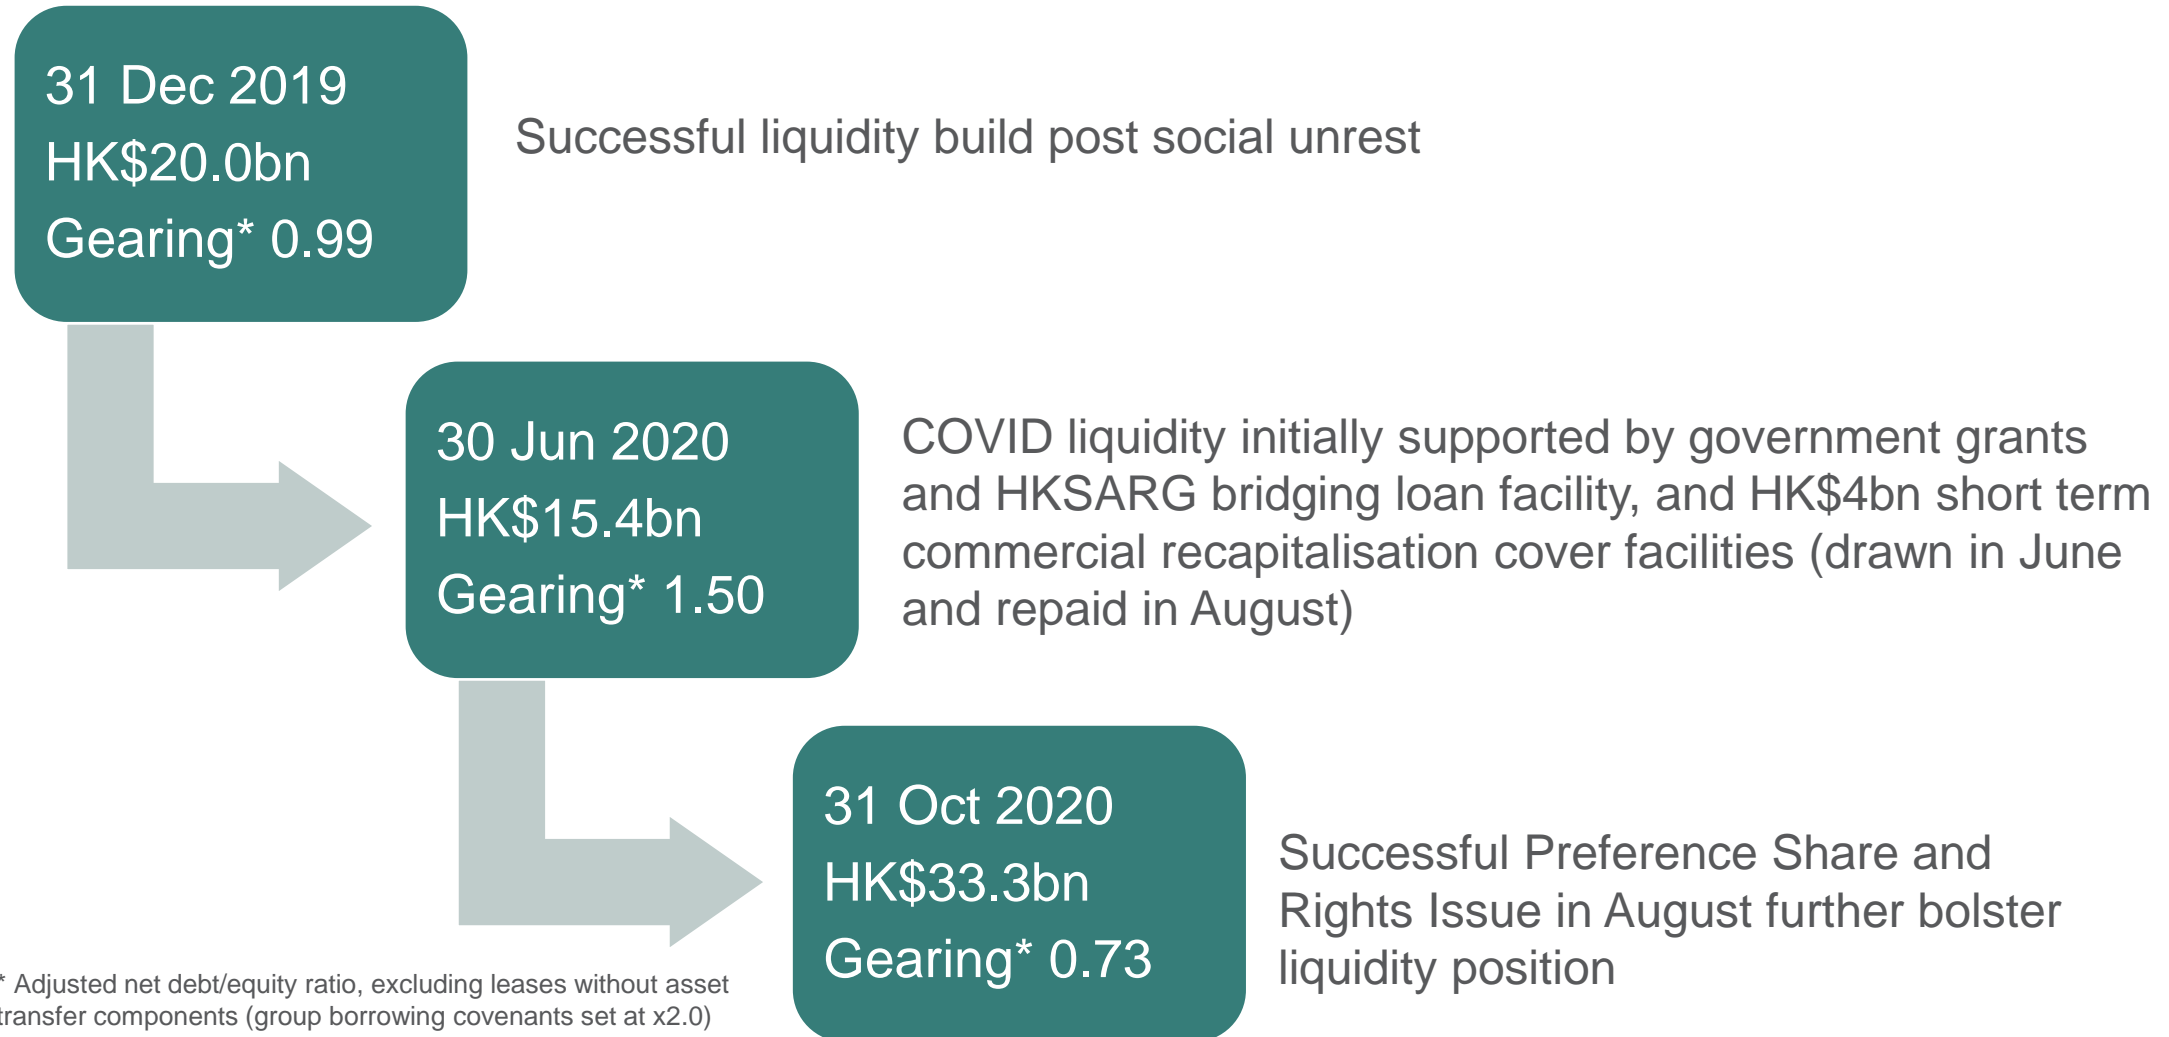 31 Dec 2019
HK$20.0bn
Gearing* 0.99
Successful liquidity build post social unrest
30 Jun 2020
HK$15.4bn
Gearing* 1.50
COVID liquidity initially supported by government grants
and HKSARG bridging loan facility, and HK$4bn short term
commercial recapitalisation cover facilities (drawn in June
and repaid in August)
31 Oct 2020
HK$33.3bn
Gearing* 0.73
Successful Preference Share and
Rights Issue in August further bolster
liquidity position
* Adjusted net debt/equity ratio, excluding leases without asset
transfer components (group borrowing covenants set at x2.0)